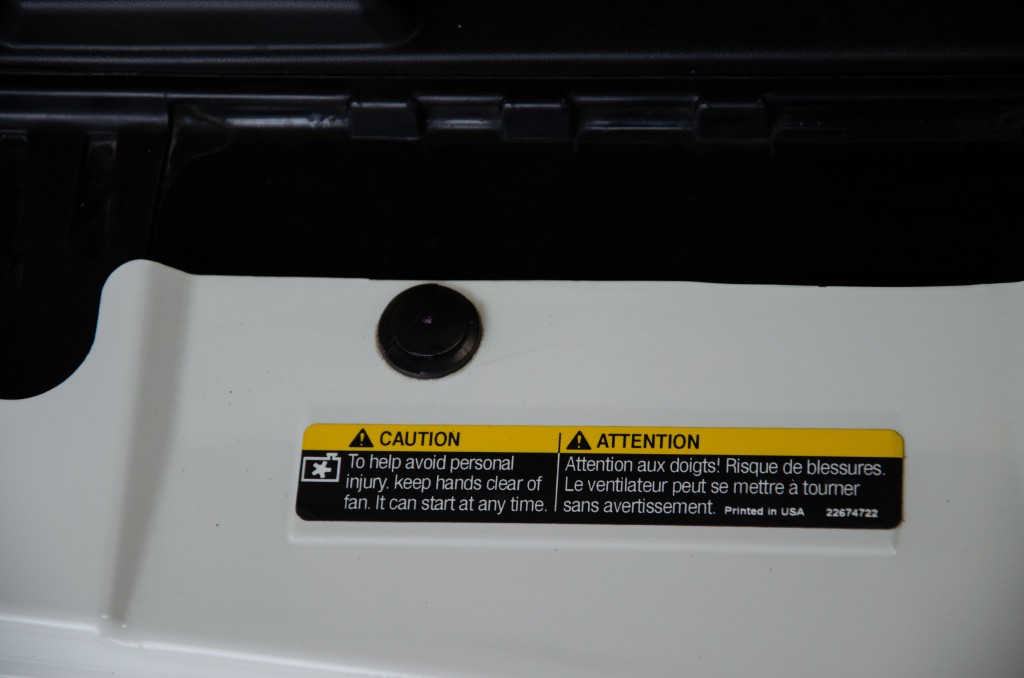 CAUTION
To help avoid personal
injury. keep hands clear of
fan. It can start at any time.
ATTENTION
Attention aux doigts! Risque de blessures.
Le ventilateur peut se mettre à tourner
sans avertissement. Printed in USA 22674722